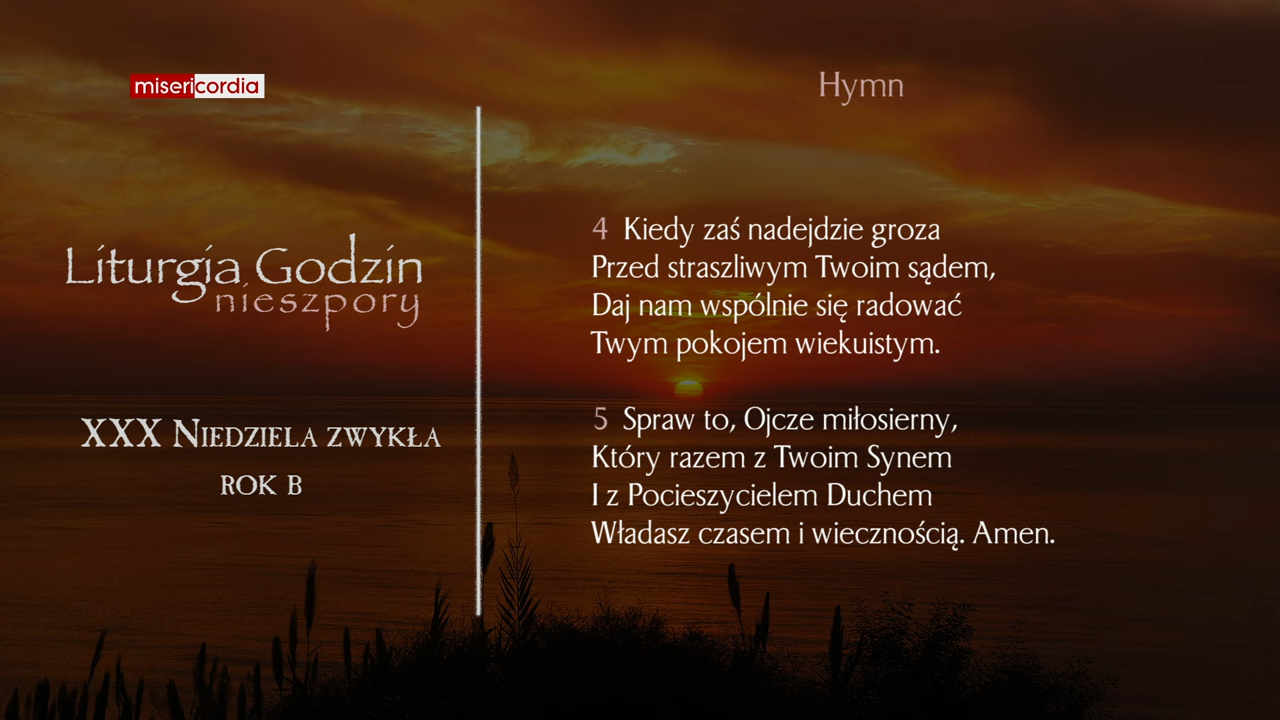 misericordia
Liturgia Godzin
nieszpory
XXX Niedziela zwykła
rok B
Hymn
4 Kiedy zaś nadejdzie groza
Przed straszliwym Twoim sądem,
Daj nam wspólnie się radować
Twym pokojem wiekuistym.
5 Spraw to, Ojcze miłosierny,
Który razem z Twoim Synem
I z Pocieszycielem Duchem
Władasz czasem i wiecznością. Amen.